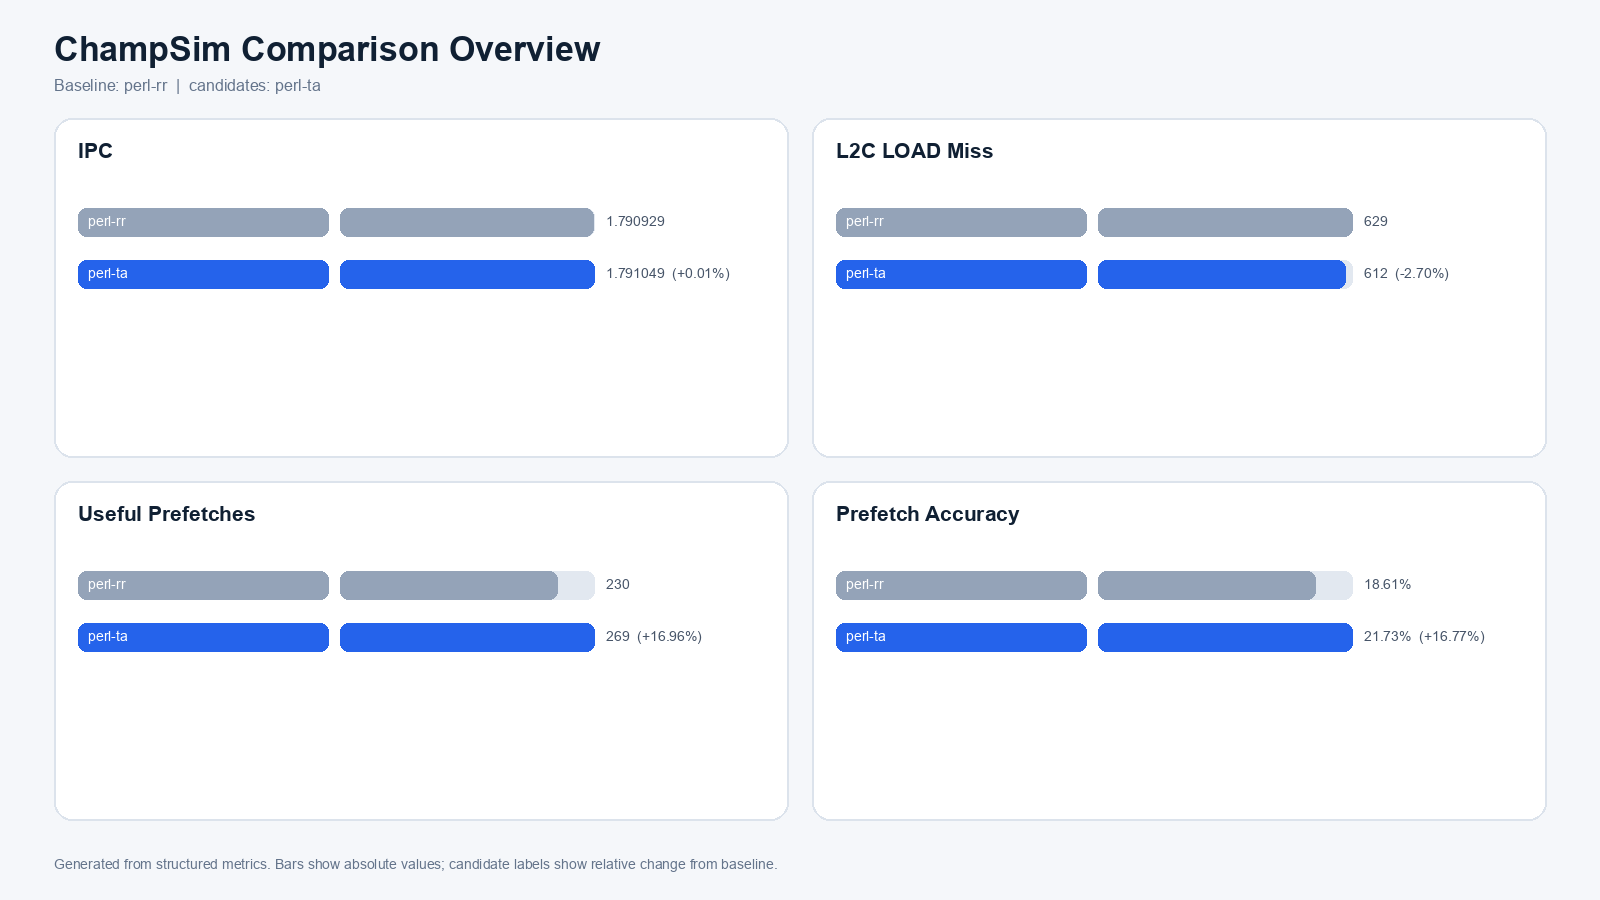 ChampSim Comparison Overview
Baseline: perl-rr | candidates: perl-ta
IPC
perl-rr 1.790929
perl-ta 1.791049 (+0.01%)
L2C LOAD Miss
perl-rr 629
perl-ta 612 (-2.70%)
Useful Prefetches
perl-rr 230
perl-ta 269 (+16.96%)
Prefetch Accuracy
perl-rr 18.61%
perl-ta 21.73% (+16.77%)
Generated from structured metrics. Bars show absolute values; candidate labels show relative change from baseline.